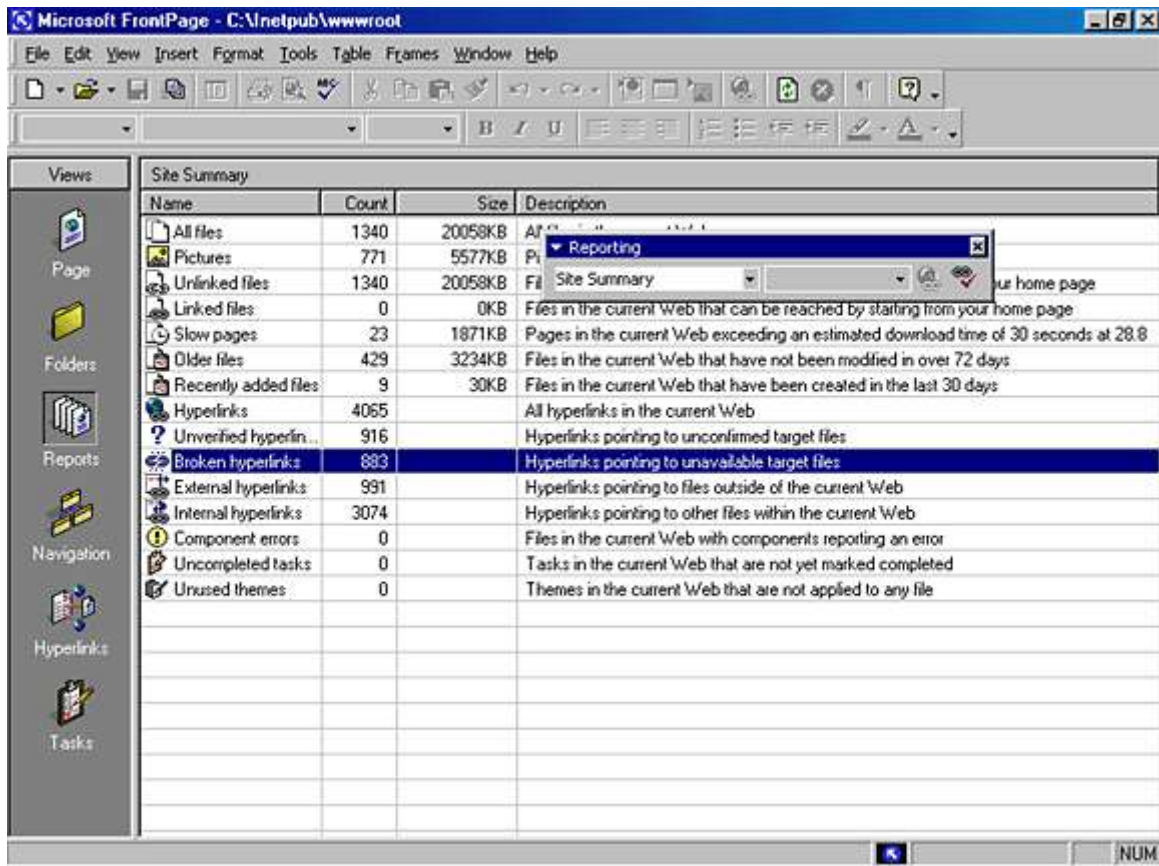 Microsoft FrontPage - C:\Inetpub\wwwroot
File Edit View Insert Format Tools Table Frames Window Help
Views Site Summary
Name Count Size Description
All files 1340 20058KB
Pictures 771 5577KB
Reporting
Unlinked files 1340 20058KB Site Summary home page
Linked files 0 0KB Files in the current Web that can be reached by starting from your home page
Page
Slow pages 23 1871KB Pages in the current Web exceeding an estimated download time of 30 seconds at 28.8
Older files 429 3234KB Files in the current Web that have not been modified in over 72 days
Folders
Recently added files 9 30KB Files in the current Web that have been created in the last 30 days
Hyperlinks 4065 All hyperlinks in the current Web
Unverified hyperlin... 916 Hyperlinks pointing to unconfirmed target files
Reports
Broken hyperlinks 883 Hyperlinks pointing to unavailable target files
External hyperlinks 991 Hyperlinks pointing to files outside of the current Web
Internal hyperlinks 3074 Hyperlinks pointing to other files within the current Web
Component errors 0 Files in the current Web with components reporting an error
Navigation
Uncompleted tasks 0 Tasks in the current Web that are not yet marked completed
Unused themes 0 Themes in the current Web that are not applied to any file
Hyperlinks
Tasks
NUM